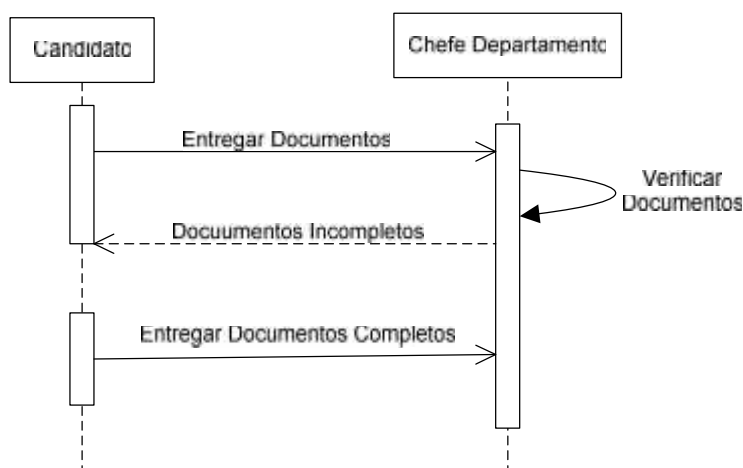 Candidato
Chefe Departamento
Entregar Documentos
Verificar
Documentos
Docuumentos Incompletos
Entregar Documentos Completos